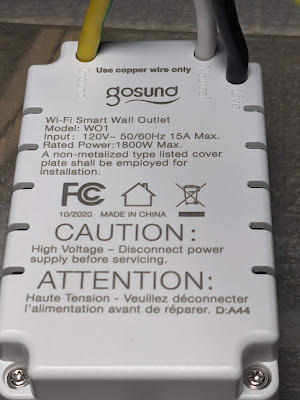 Use copper wire only
Ground
Neutral
Live
gosund
Wi-Fi Smart Wall Outlet
Model: WO1
Input: 120V~ 50/60Hz 15A Max.
Rated Power:1800W Max.
A non-metalized type listed cover
plate shall be employed for
installation.
FC
10/2020 MADE IN CHINA
CAUTION:
High Voltage – Disconnect power
supply before servicing.
ATTENTION:
Haute Tension - Veuillez déconnecter
l'alimentation avant de réparer. D:A44